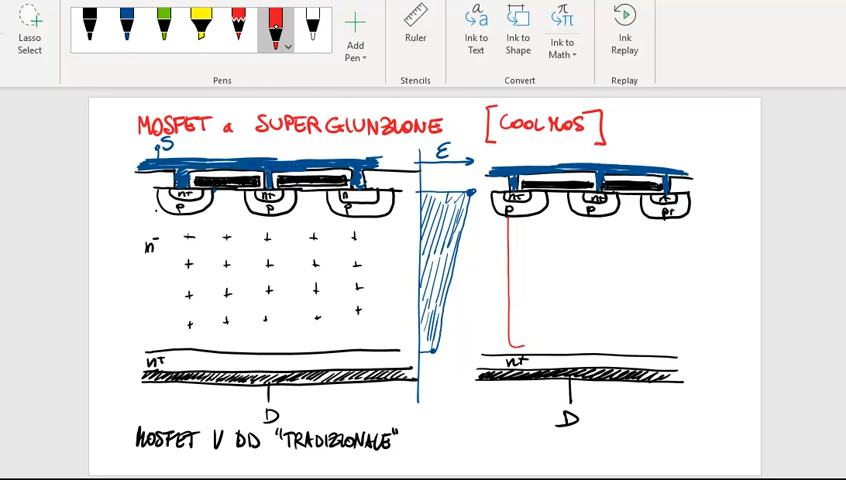 Lasso
Select
Add
Pen
Ruler
Ink to
Text
Ink to
Shape
Ink to
Math
Ink
Replay
Pens
Stencils
Convert
Replay
MOSFET a SUPERGIUNZIONE [COOLMOS]
S
ε
n+ n+ n
p p p
n+ n+ n+
p p p+
n-
n+
n+
D
D
MOSFET V DD "TRADIZIONALE"